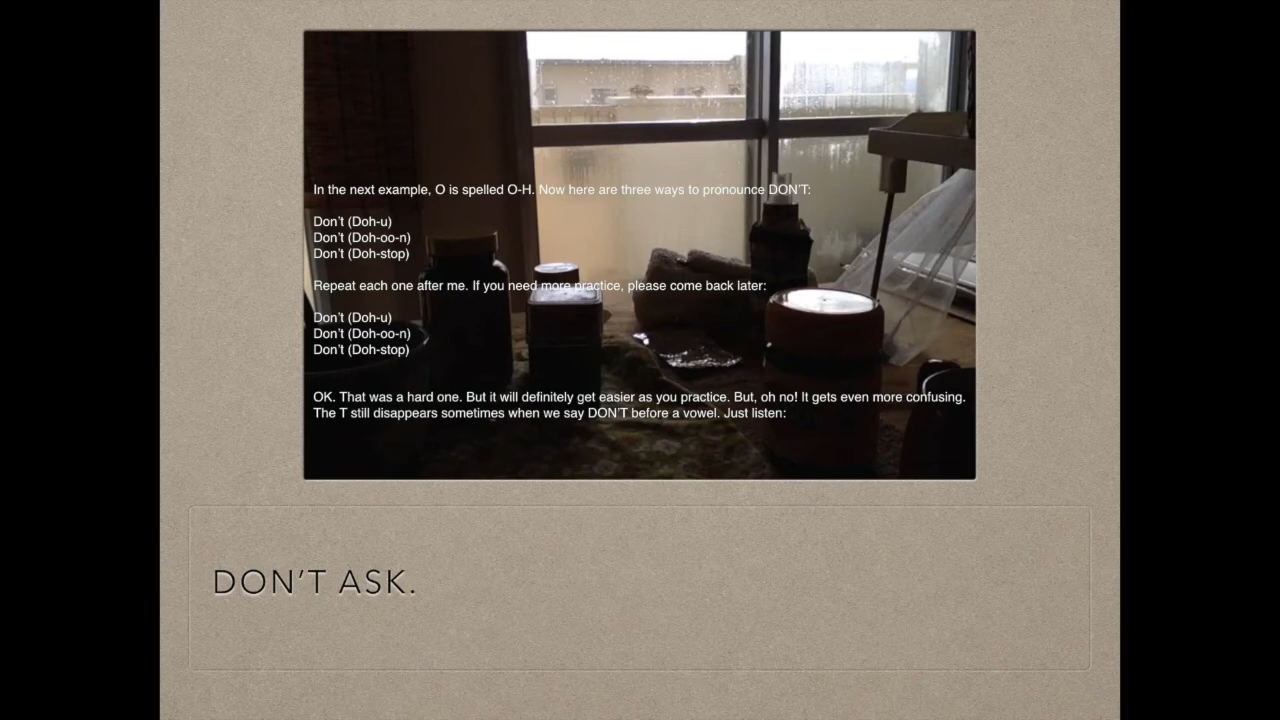 In the next example, O is spelled O-H. Now here are three ways to pronounce DON'T:
Don't (Doh-u)
Don't (Doh-oo-n)
Don't (Doh-stop)
Repeat each one after me. If you need more practice, please come back later:
Don't (Doh-u)
Don't (Doh-oo-n)
Don't (Doh-stop)
OK. That was a hard one. But it will definitely get easier as you practice. But, oh no! It gets even more confusing.
The T still disappears sometimes when we say DON'T before a vowel. Just listen:
DON'T ASK.